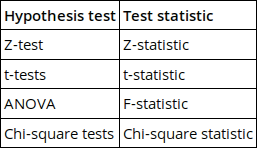 Hypothesis test Test statistic
Z-test Z-statistic
t-tests t-statistic
ANOVA F-statistic
Chi-square tests Chi-square statistic